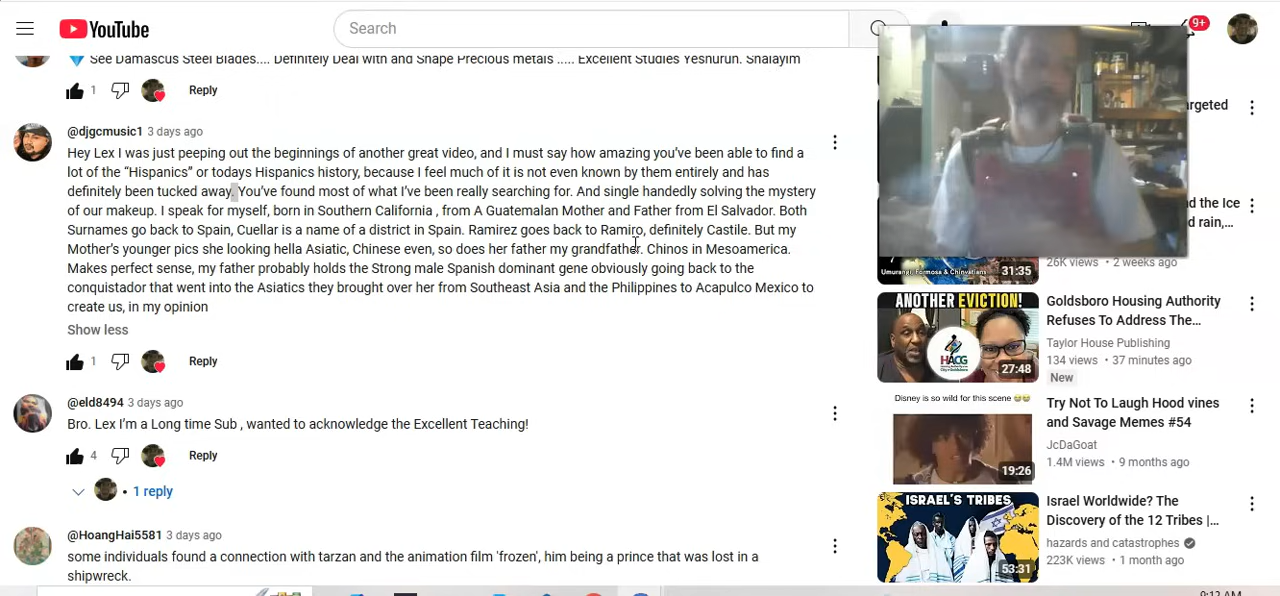 YouTube
Search
9+
See Damascus Steel Blades.... Definitely Deal with and Shape Precious metals ..... Excellent Studies Yeshurun. Shalayim
1
Reply
@djgcmusic1 3 days ago
Hey Lex I was just peeping out the beginnings of another great video, and I must say how amazing you've been able to find a
lot of the “Hispanics” or todays Hispanics history, because I feel much of it is not even known by them entirely and has
definitely been tucked away. You've found most of what I've been really searching for. And single handedly solving the mystery
of our makeup. I speak for myself, born in Southern California , from A Guatemalan Mother and Father from El Salvador. Both
Surnames go back to Spain, Cuellar is a name of a district in Spain. Ramirez goes back to Ramiro, definitely Castile. But my
Mother's younger pics she looking hella Asiatic, Chinese even, so does her father my grandfather. Chinos in Mesoamerica.
Makes perfect sense, my father probably holds the Strong male Spanish dominant gene obviously going back to the
conquistador that went into the Asiatics they brought over her from Southeast Asia and the Philippines to Acapulco Mexico to
create us, in my opinion
Show less
1
Reply
@eld8494 3 days ago
Bro. Lex I'm a Long time Sub , wanted to acknowledge the Excellent Teaching!
4
Reply
1 reply
@HoangHai5581 3 days ago
some individuals found a connection with tarzan and the animation film 'frozen', him being a prince that was lost in a
shipwreck.
rgeted
d the Ice
rain,...
Umurangi, Formosa & Chinvatians
31:35
26K views • 2 weeks ago
ANOTHER EVICTION!
HACG
27:48
Goldsboro Housing Authority
Refuses To Address The...
Taylor House Publishing
134 views • 37 minutes ago
New
Disney is so wild for this scene 😂😂
19:26
Try Not To Laugh Hood vines
and Savage Memes #54
JcDaGoat
1.4M views • 9 months ago
ISRAEL'S TRIBES
53:31
Israel Worldwide? The
Discovery of the 12 Tribes |...
hazards and catastrophes
223K views • 1 month ago
9:12 AM